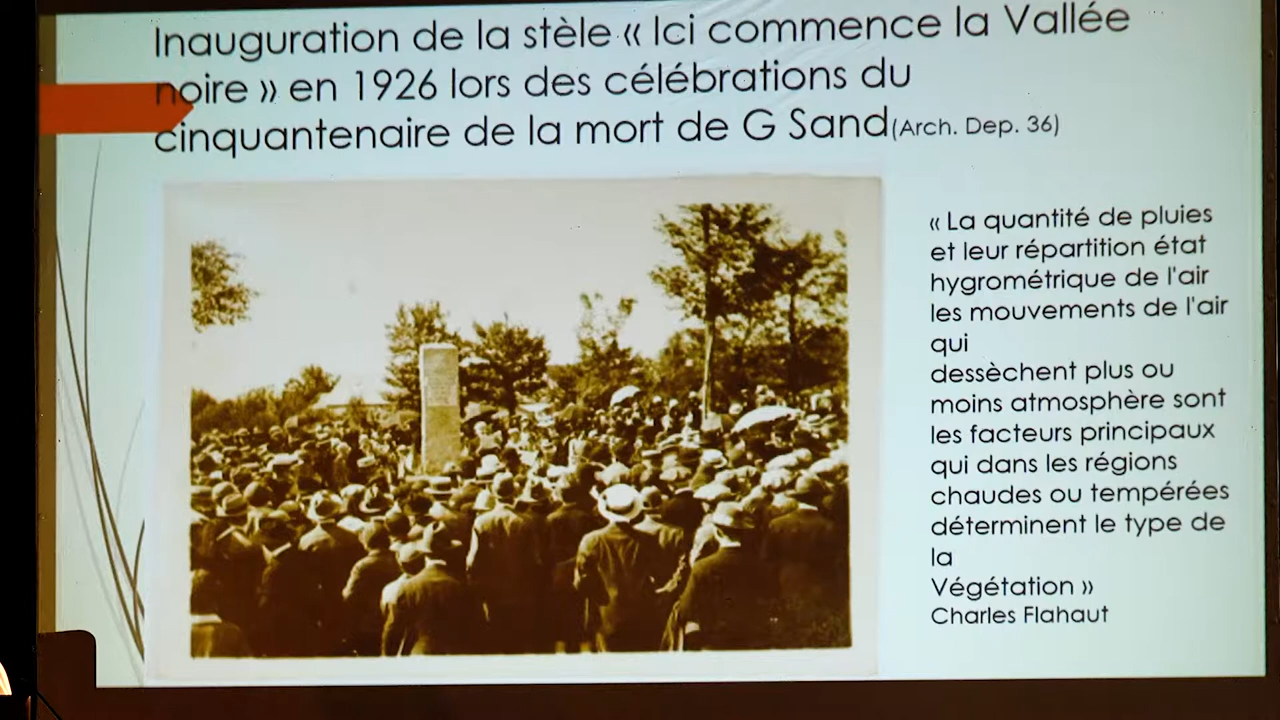 Inauguration de la stèle « Ici commence la Vallée
noire » en 1926 lors des célébrations du
cinquantenaire de la mort de G Sand(Arch. Dep. 36)
« La quantité de pluies
et leur répartition état
hygrométrique de l'air
les mouvements de l'air
qui
dessèchent plus ou
moins atmosphère sont
les facteurs principaux
qui dans les régions
chaudes ou tempérées
déterminent le type de
la
Végétation »
Charles Flahaut